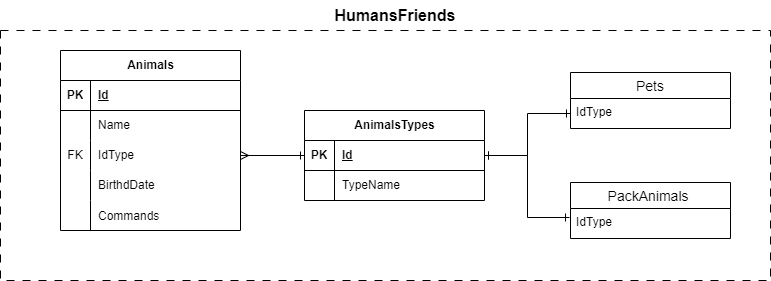 HumansFriends
Animals
PK Id
Name
FK IdType
BirthdDate
Commands
AnimalsTypes
PK Id
TypeName
Pets
IdType
PackAnimals
IdType